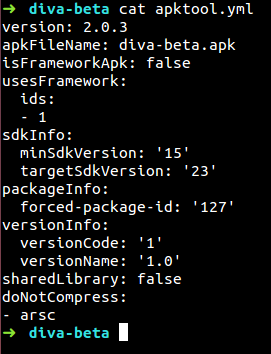 ➜ diva-beta cat apktool.yml
version: 2.0.3
apkFileName: diva-beta.apk
isFrameworkApk: false
usesFramework:
  ids:
  - 1
sdkInfo:
  minSdkVersion: '15'
  targetSdkVersion: '23'
packageInfo:
  forced-package-id: '127'
versionInfo:
  versionCode: '1'
  versionName: '1.0'
sharedLibrary: false
doNotCompress:
- arsc
➜ diva-beta